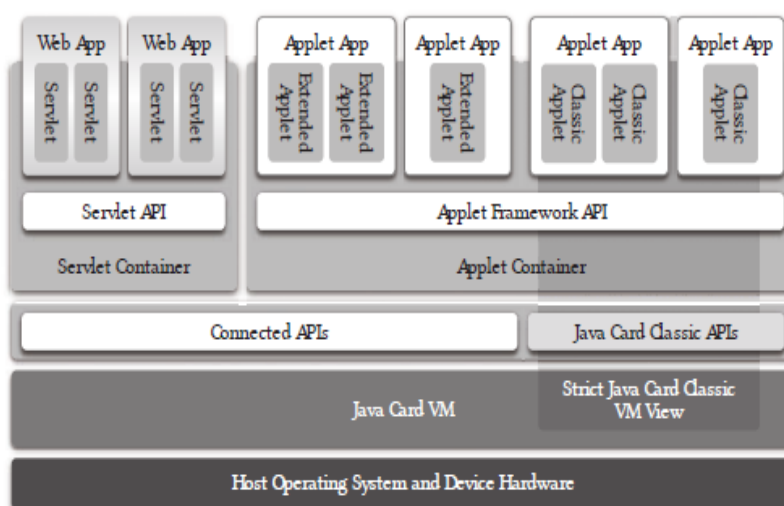 Web App
Web App
Applet App
Applet App
Applet App
Applet App
Servlet
Servlet
Servlet
Servlet
Extended Applet
Extended Applet
Extended Applet
Classic Applet
Classic Applet
Classic Applet
Servlet API
Applet Framework API
Servlet Container
Applet Container
Connected APIs
Java Card Classic APIs
Java Card VM
Strict Java Card Classic
VM View
Host Operating System and Device Hardware